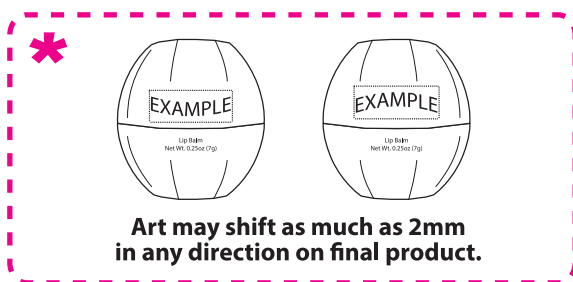 *
EXAMPLE
Lip Balm
Net Wt. 0.25oz (7g)
EXAMPLE
Lip Balm
Net Wt. 0.25oz (7g)
Art may shift as much as 2mm
in any direction on final product.